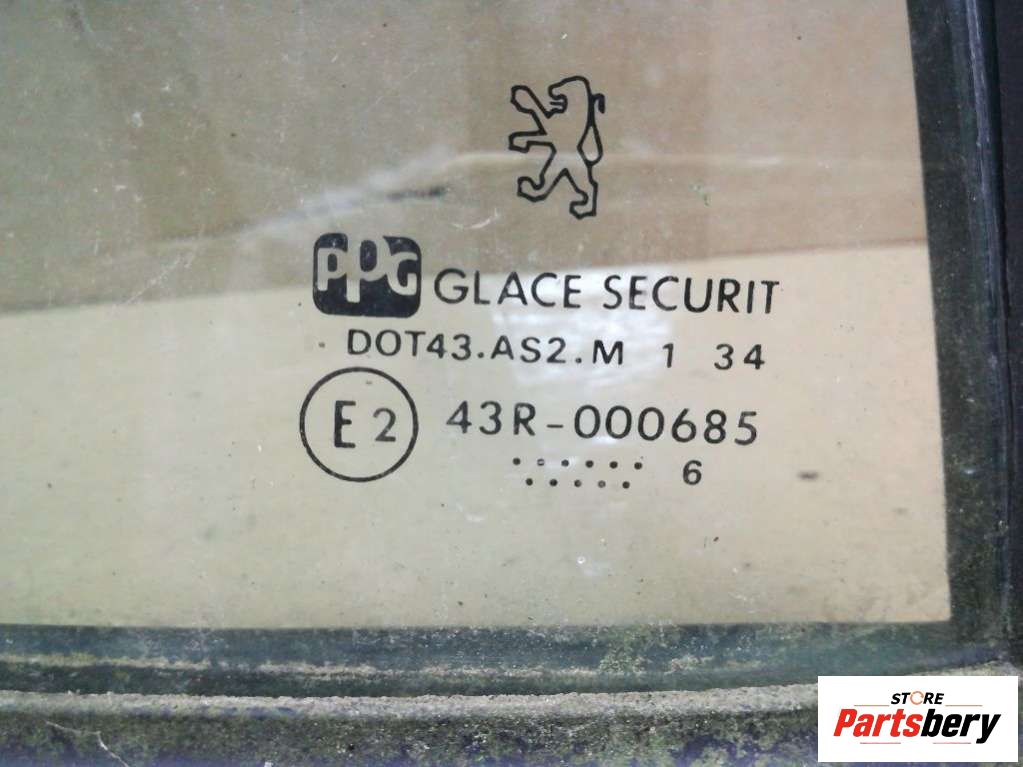 PPG GLACE SECURIT
DOT43.AS2.M 1 34
E2 43R-000685
............ 6
STORE
Partsbery